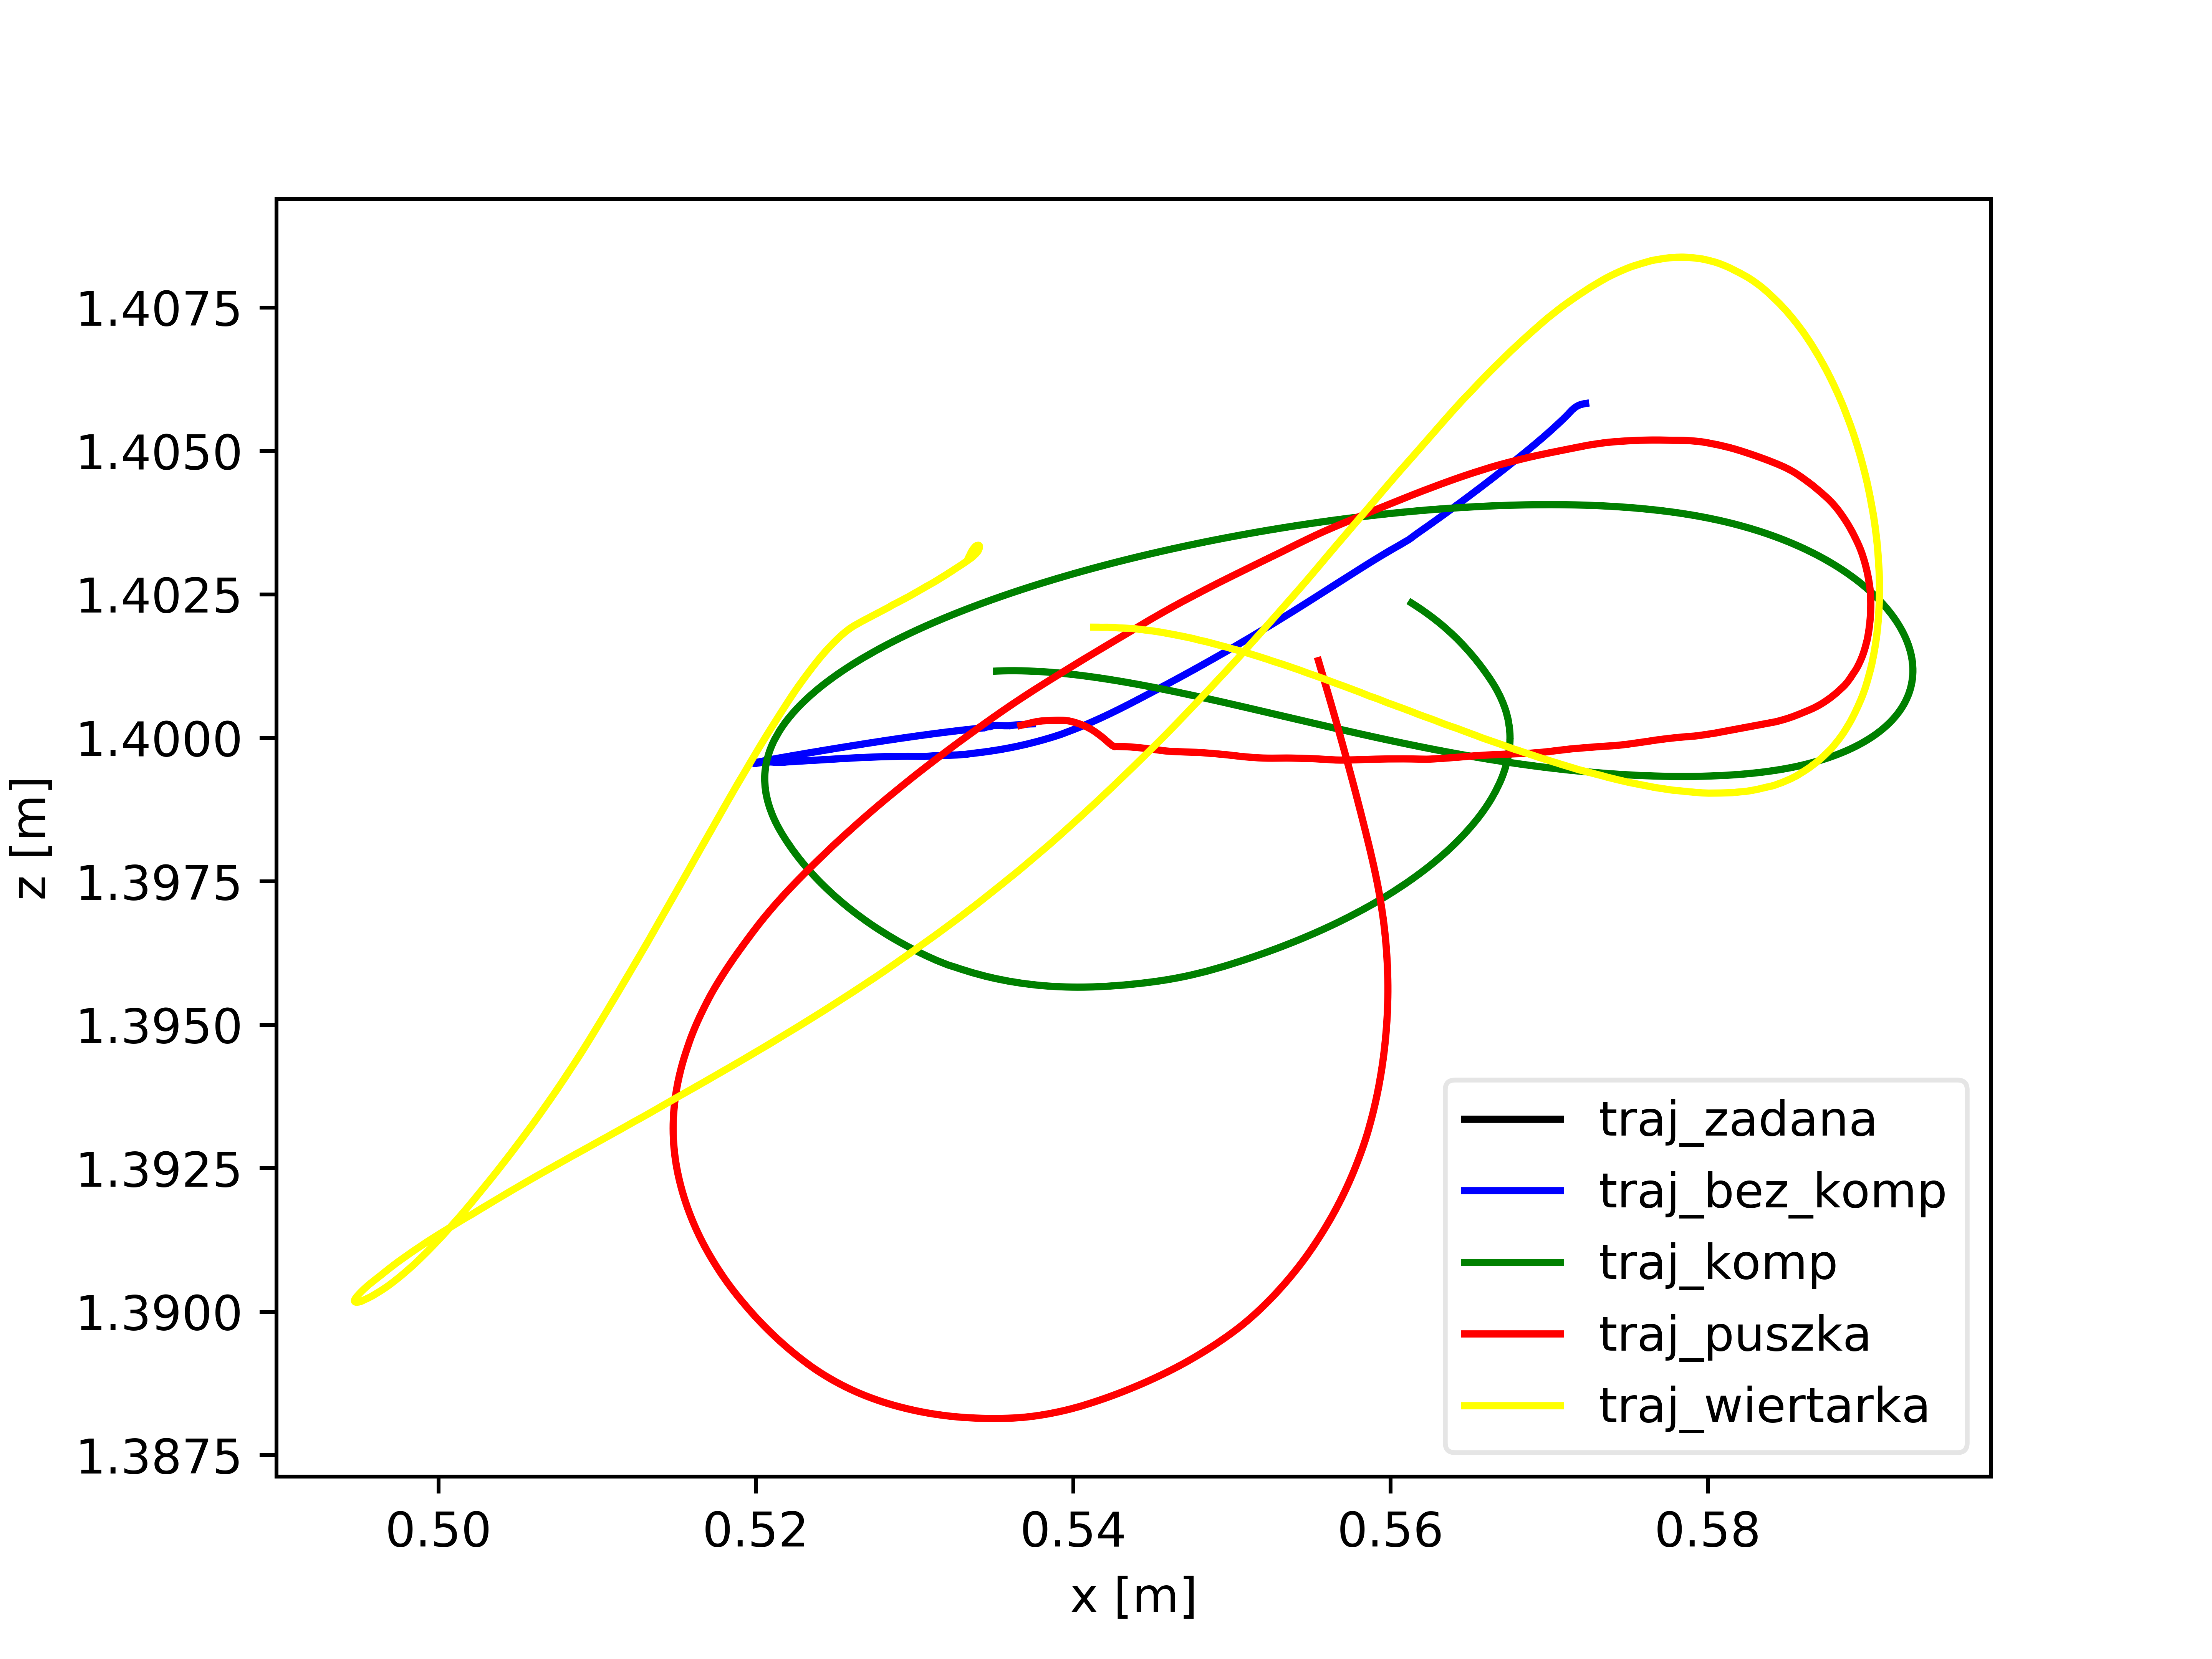 z [m]
1.4075
1.4050
1.4025
1.4000
1.3975
1.3950
1.3925
1.3900
1.3875
traj_zadana
traj_bez_komp
traj_komp
traj_puszka
traj_wiertarka
0.50 0.52 0.54 0.56 0.58
x [m]